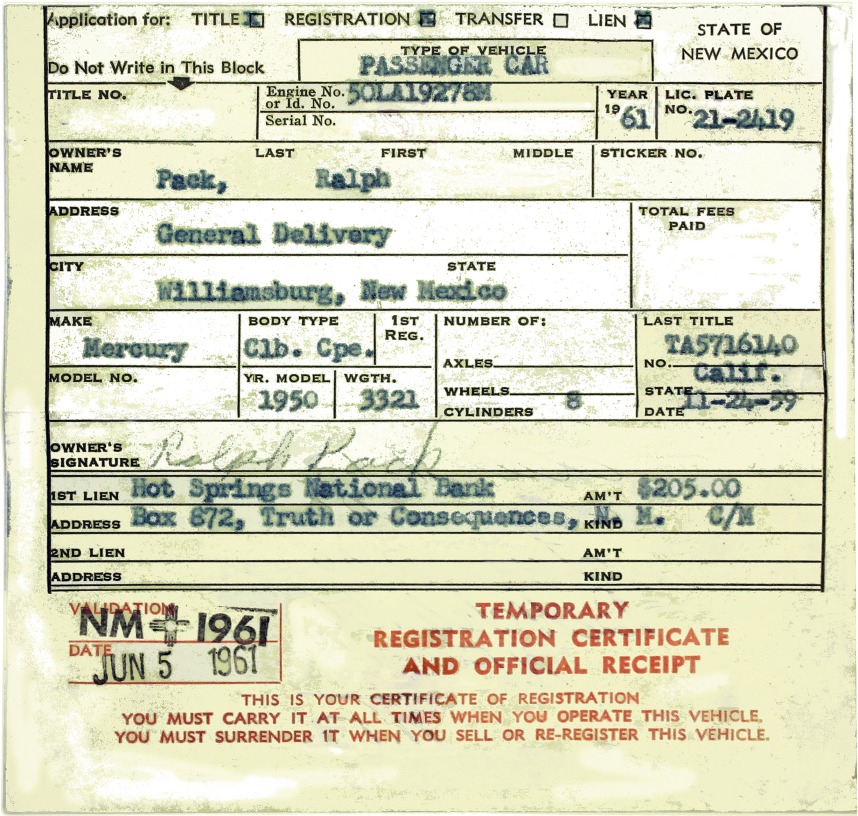 Application for: TITLE REGISTRATION TRANSFER LIEN
STATE OF
NEW MEXICO
Do Not Write in This Block
TYPE OF VEHICLE
PASSENGER CAR
TITLE NO.
Engine No. or Id. No. 50LA19278M
Serial No.
YEAR
1961
LIC. PLATE
NO. 21-2419
OWNER'S NAME
LAST FIRST MIDDLE
Pack, Ralph
STICKER NO.
ADDRESS
General Delivery
TOTAL FEES
PAID
CITY STATE
Williamsburg, New Mexico
MAKE
Mercury
BODY TYPE
Clb. Cpe.
1ST
REG.
NUMBER OF:
AXLES
WHEELS
CYLINDERS 8
LAST TITLE
NO. TA5716140
STATE Calif.
DATE 11-24-59
MODEL NO.
YR. MODEL
1950
WGTH.
3321
OWNER'S
SIGNATURE Ralph Pack
1ST LIEN Hot Springs National Bank AM'T $205.00
ADDRESS Box 872, Truth or Consequences, N. M. KIND C/M
2ND LIEN AM'T
ADDRESS KIND
VALIDATION
NM 1961
DATE
JUN 5 1961
TEMPORARY
REGISTRATION CERTIFICATE
AND OFFICIAL RECEIPT
THIS IS YOUR CERTIFICATE OF REGISTRATION
YOU MUST CARRY IT AT ALL TIMES WHEN YOU OPERATE THIS VEHICLE.
YOU MUST SURRENDER IT WHEN YOU SELL OR RE-REGISTER THIS VEHICLE.